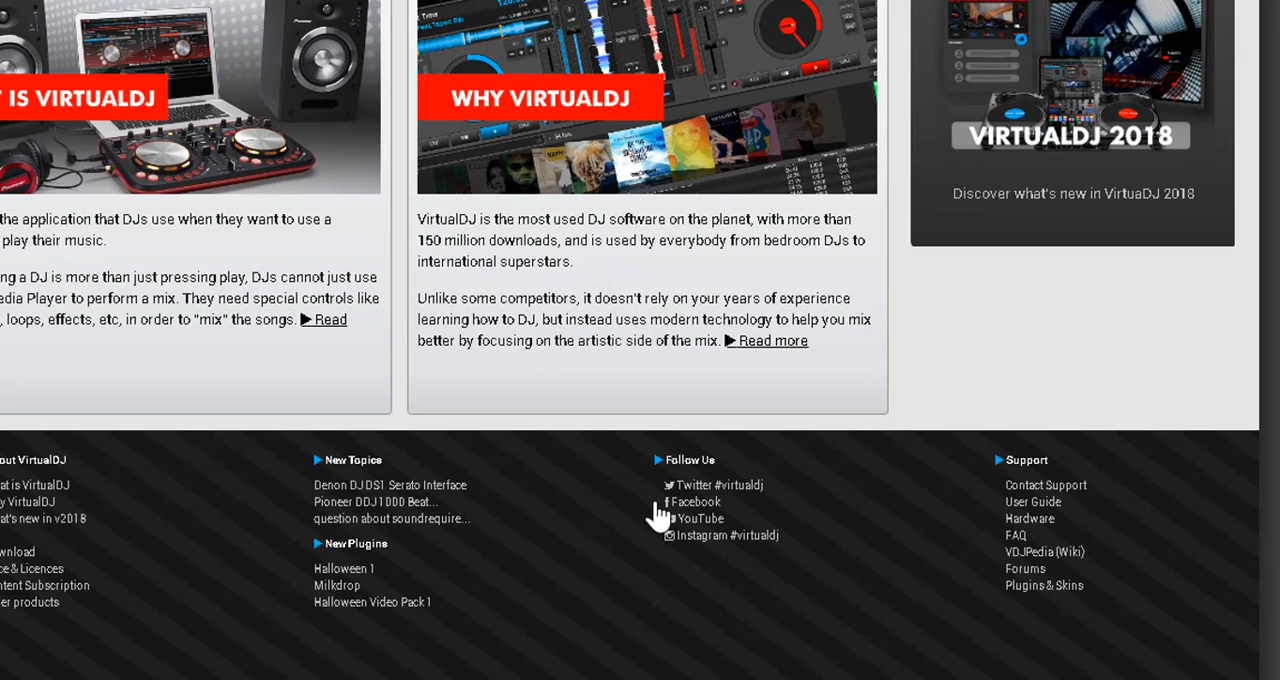 IS VIRTUALDJ
WHY VIRTUALDJ
VIRTUALDJ 2018
Discover what's new in VirtuaDJ 2018
the application that DJs use when they want to use a
play their music.
ng a DJ is more than just pressing play, DJs cannot just use
edia Player to perform a mix. They need special controls like
, loops, effects, etc, in order to "mix" the songs. ▶ Read
VirtualDJ is the most used DJ software on the planet, with more than
150 million downloads, and is used by everybody from bedroom DJs to
international superstars.
Unlike some competitors, it doesn't rely on your years of experience
learning how to DJ, but instead uses modern technology to help you mix
better by focusing on the artistic side of the mix. ▶ Read more
out VirtualDJ
at is VirtualDJ
y VirtualDJ
at's new in v2018
wnload
ce & Licences
ntent Subscription
er products
New Topics
Denon DJ DS1 Serato Interface
Pioneer DDJ1000 Beat...
question about soundrequire...
New Plugins
Halloween 1
Milkdrop
Halloween Video Pack 1
Follow Us
Twitter #virtualdj
Facebook
YouTube
Instagram #virtualdj
Support
Contact Support
User Guide
Hardware
FAQ
VDJPedia (Wiki)
Forums
Plugins & Skins